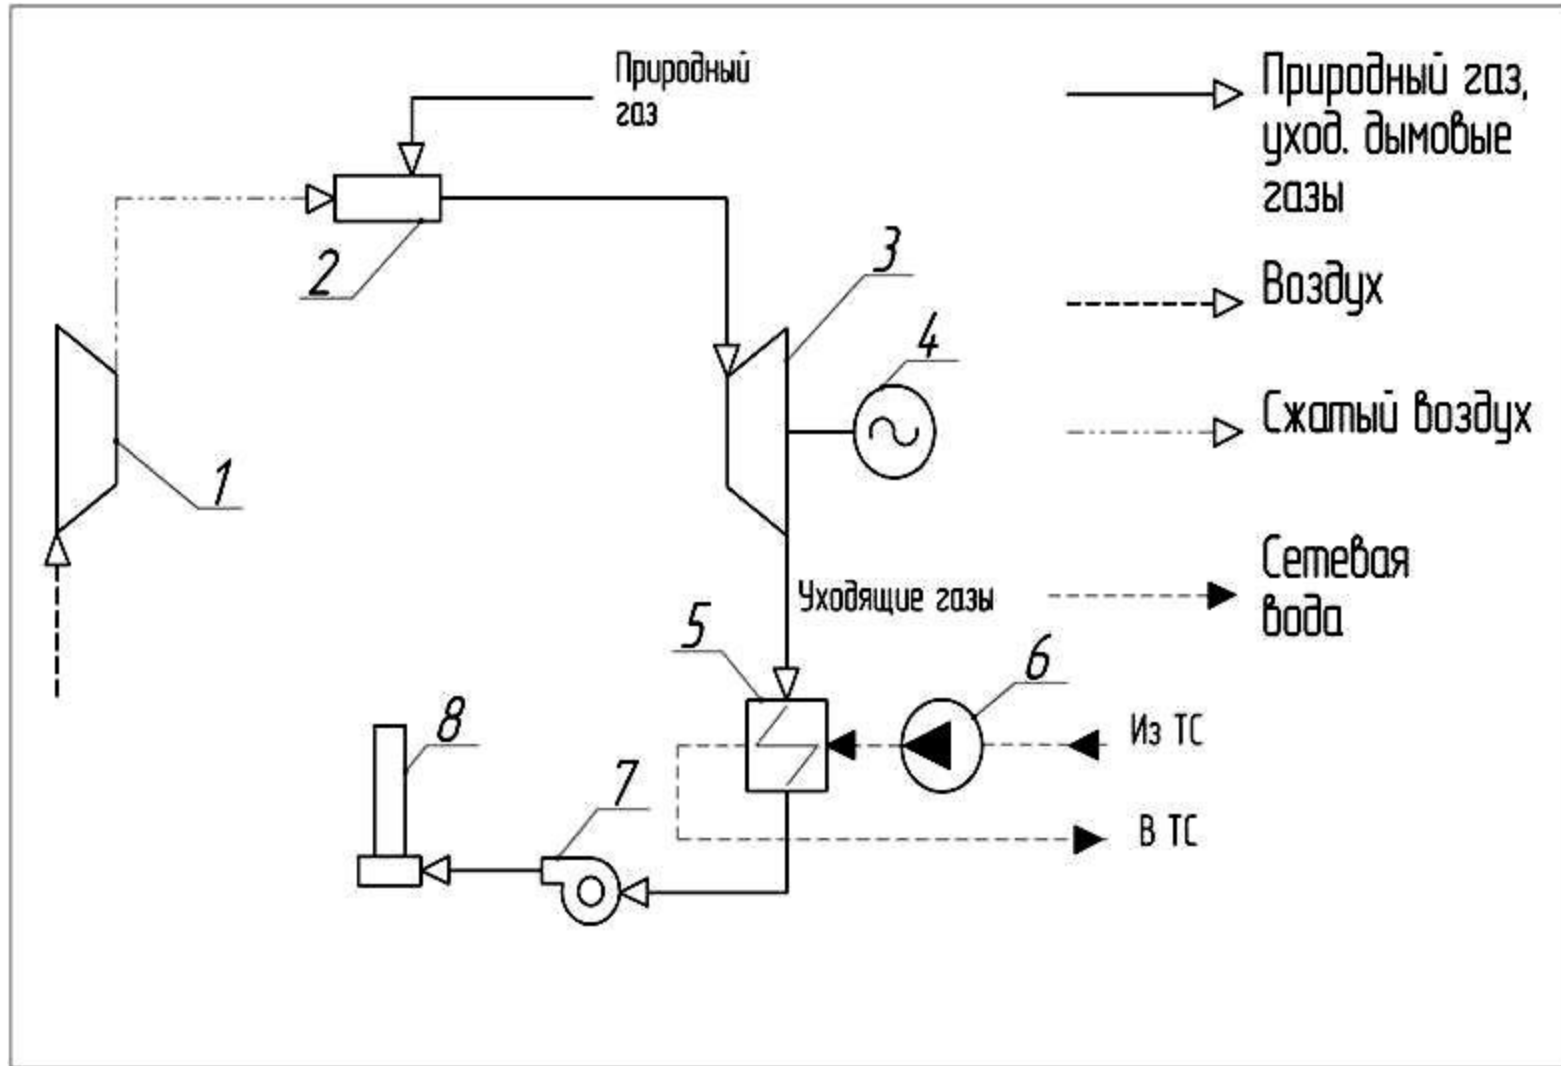 Природный
газ
2
1
3
4
Уходящие газы
5
6
7
8
Из ТС
В ТС
Природный газ,
уход. дымовые
газы
Воздух
Сжатый воздух
Сетевая
вода